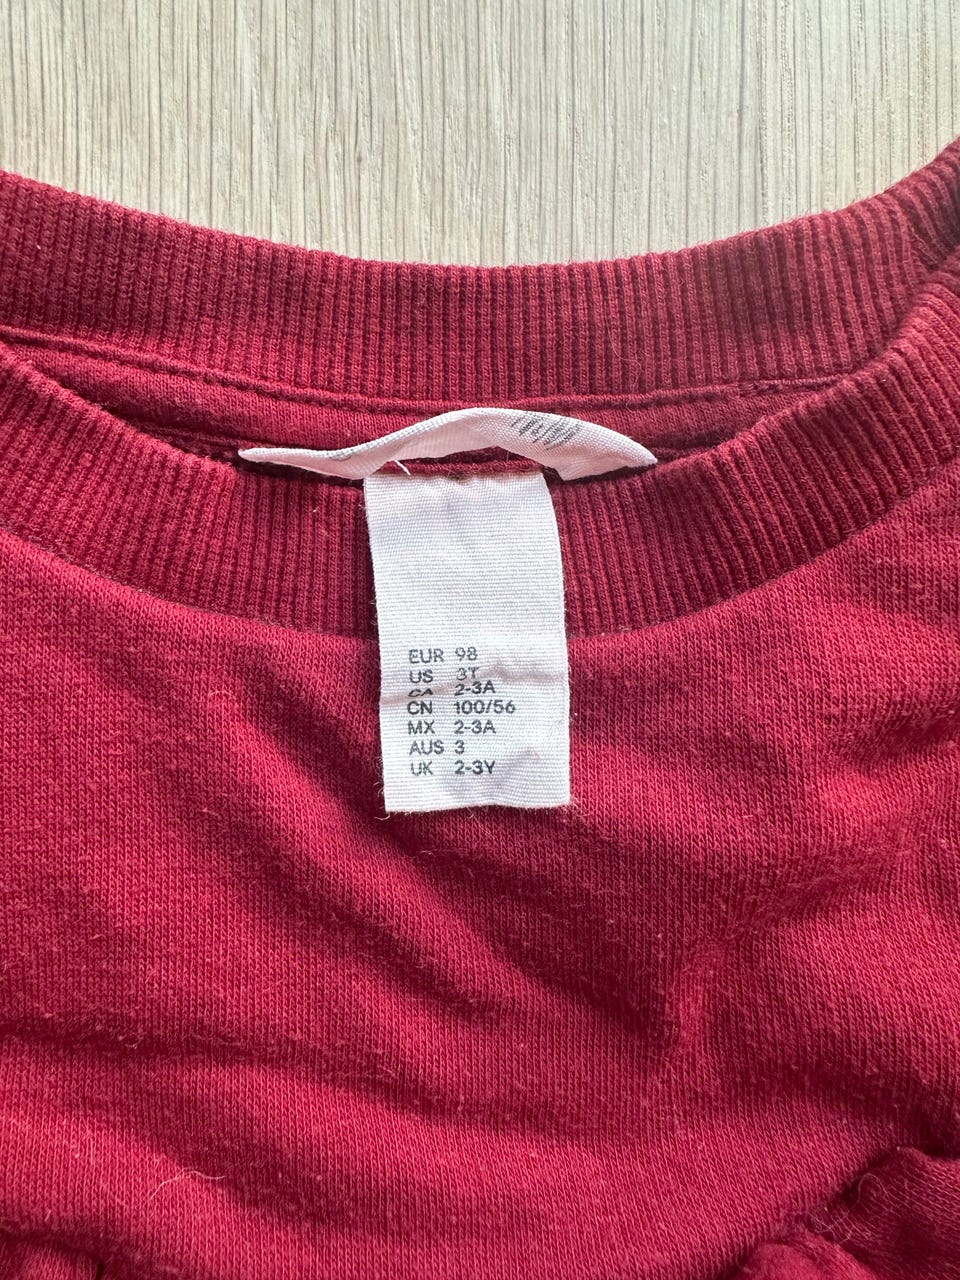 EUR 98
US 3T
CA 2-3A
CN 100/56
MX 2-3A
AUS 3
UK 2-3Y